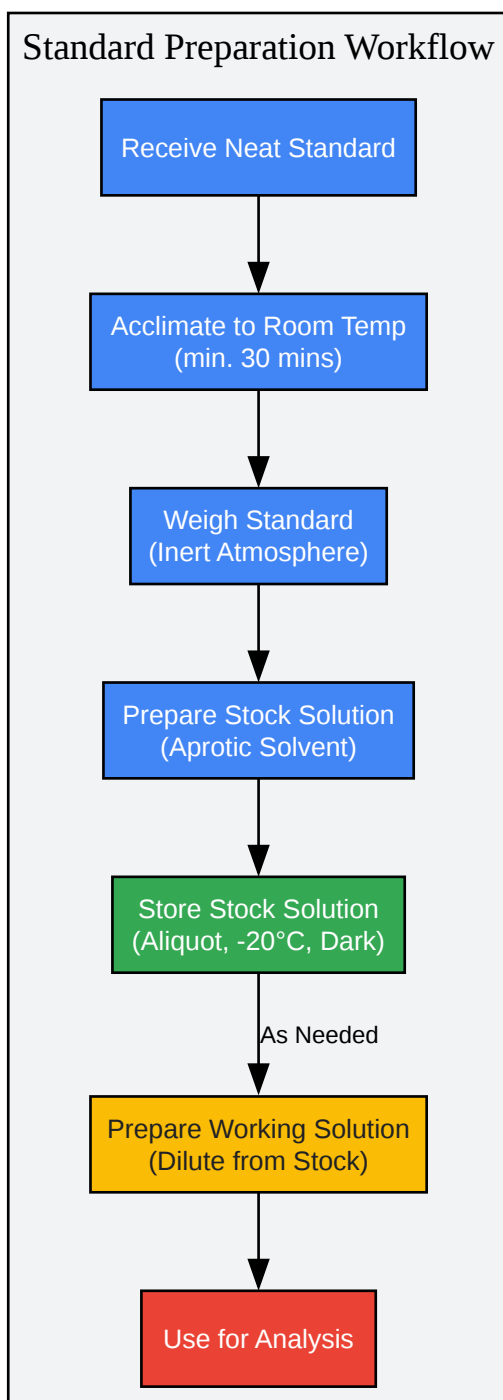 Standard Preparation Workflow
Receive Neat Standard
Acclimate to Room Temp
(min. 30 mins)
Weigh Standard
(Inert Atmosphere)
Prepare Stock Solution
(Aprotic Solvent)
Store Stock Solution
(Aliquot, -20°C, Dark)
As Needed
Prepare Working Solution
(Dilute from Stock)
Use for Analysis